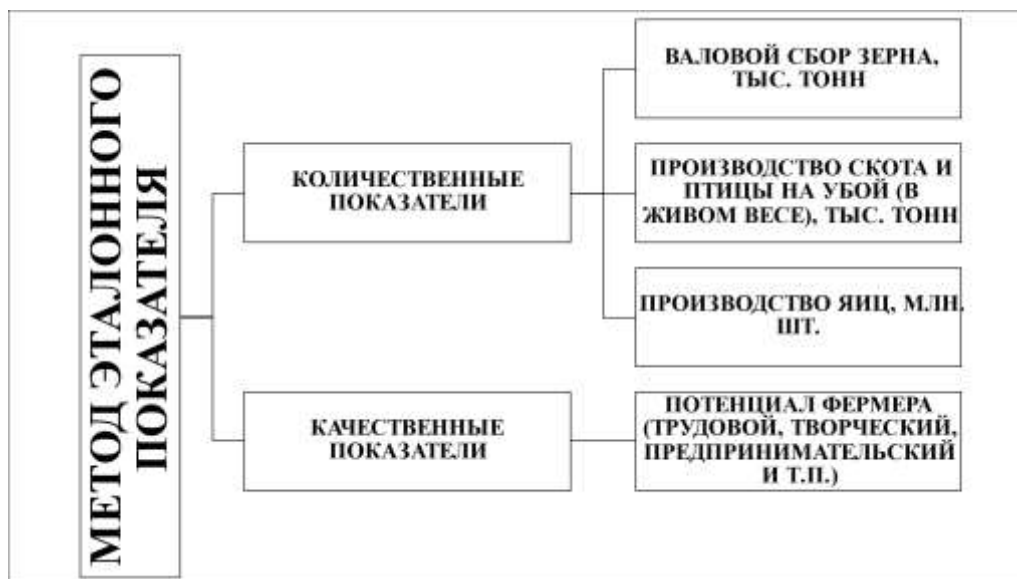 МЕТОД ЭТАЛОННОГО
ПОКАЗАТЕЛЯ
КОЛИЧЕСТВЕННЫЕ
ПОКАЗАТЕЛИ
ВАЛОВОЙ СБОР ЗЕРНА,
ТЫС. ТОНН
ПРОИЗВОДСТВО СКОТА И
ПТИЦЫ НА УБОЙ (В
ЖИВОМ ВЕСЕ), ТЫС. ТОНН
ПРОИЗВОДСТВО ЯИЦ, МЛН.
ШТ.
КАЧЕСТВЕННЫЕ
ПОКАЗАТЕЛИ
ПОТЕНЦИАЛ ФЕРМЕРА
(ТРУДОВОЙ, ТВОРЧЕСКИЙ,
ПРЕДПРИНИМАТЕЛЬСКИЙ
И Т.П.)